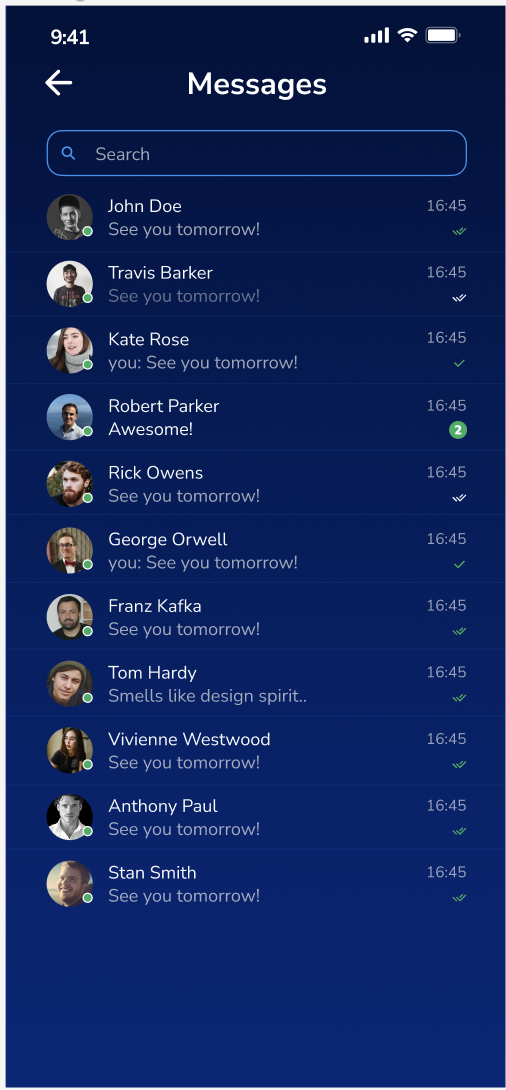 9:41
Messages
Search
John Doe 16:45
See you tomorrow!
Travis Barker 16:45
See you tomorrow!
Kate Rose 16:45
you: See you tomorrow!
Robert Parker 16:45
Awesome! 2
Rick Owens 16:45
See you tomorrow!
George Orwell 16:45
you: See you tomorrow!
Franz Kafka 16:45
See you tomorrow!
Tom Hardy 16:45
Smells like design spirit..
Vivienne Westwood 16:45
See you tomorrow!
Anthony Paul 16:45
See you tomorrow!
Stan Smith 16:45
See you tomorrow!